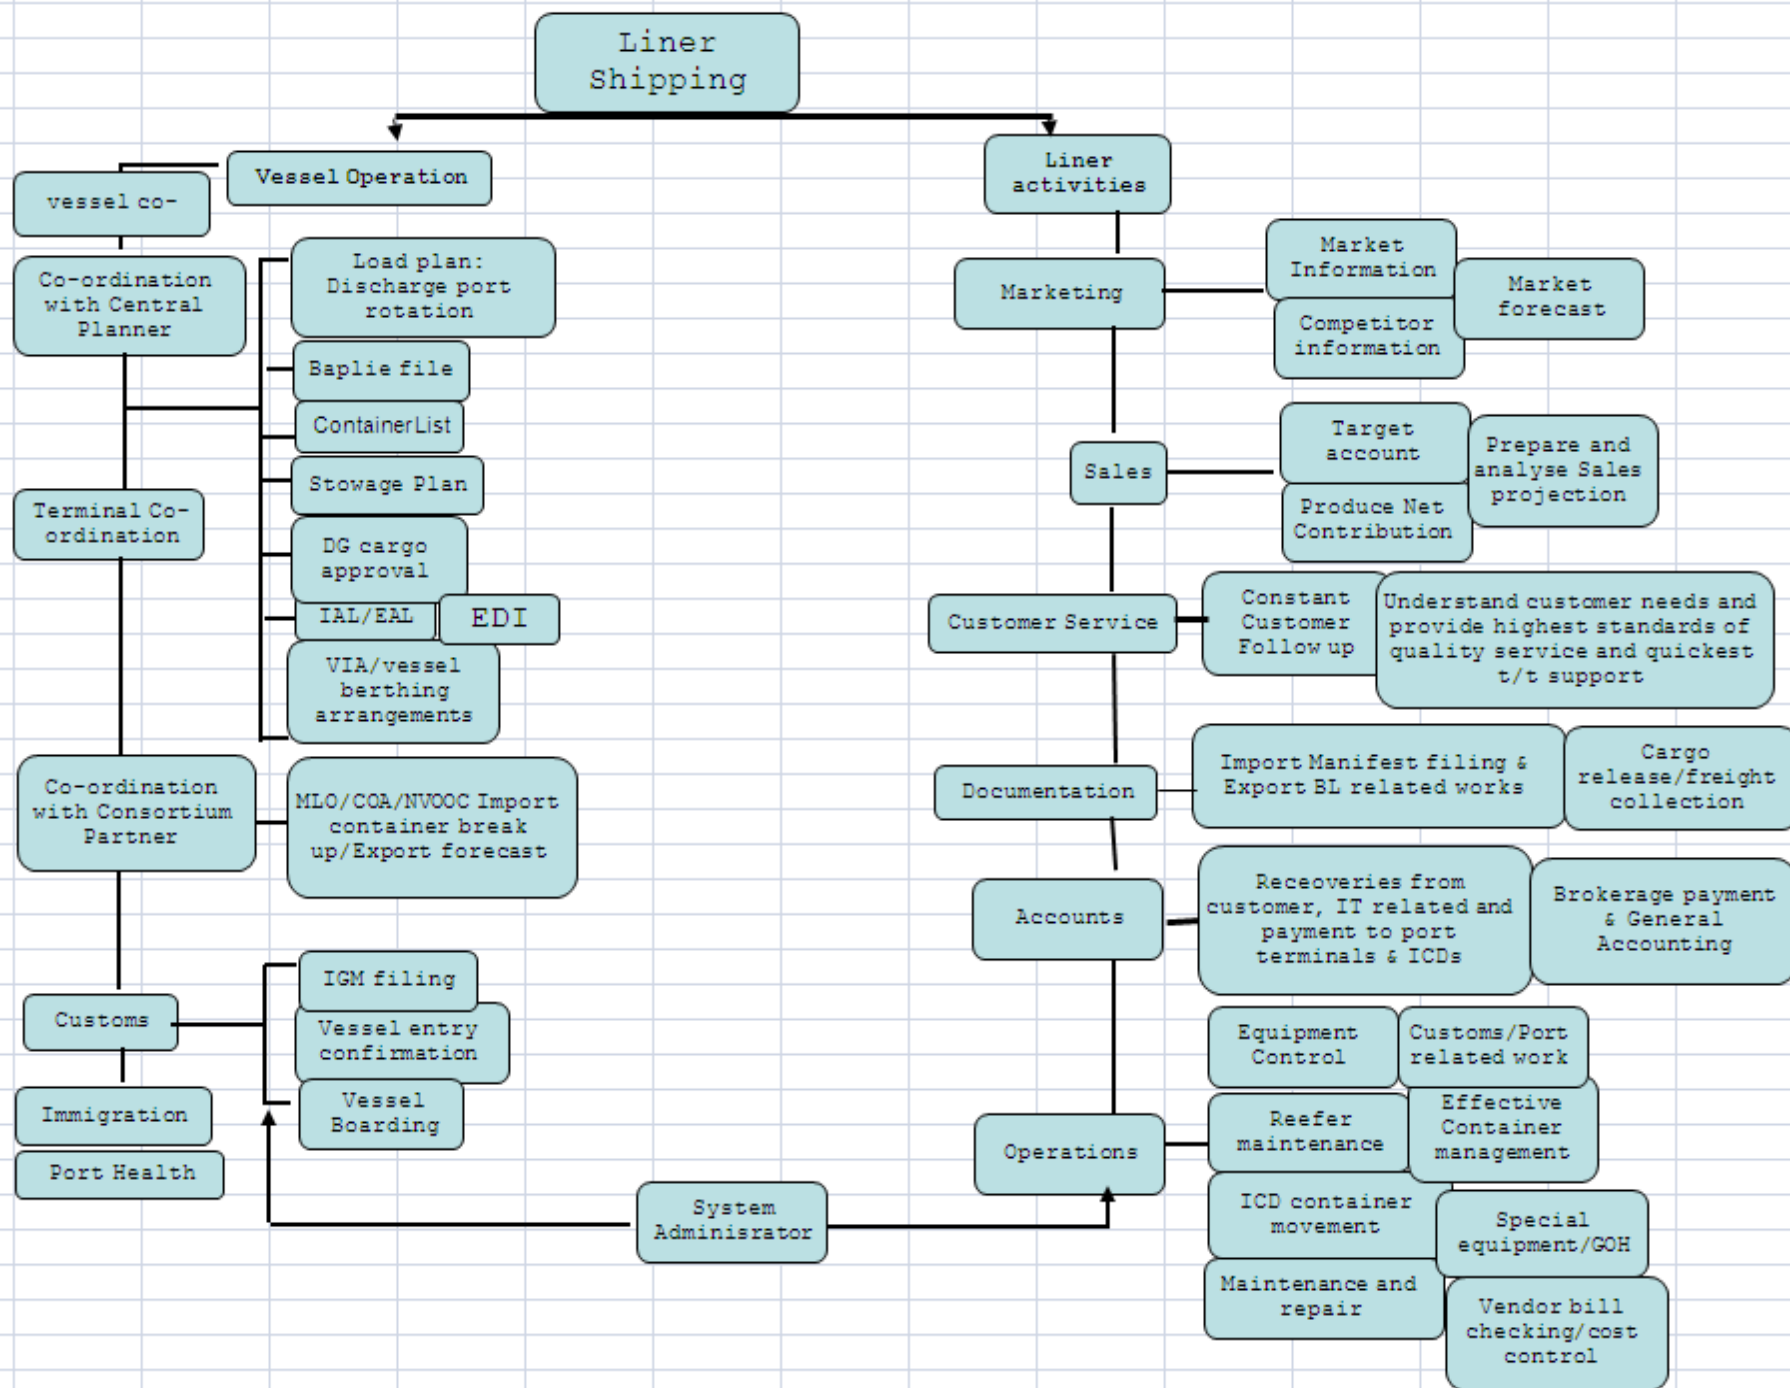 Liner
Shipping
Vessel Operation
vessel co-
Co-ordination
with Central
Planner
Load plan:
Discharge port
rotation
Baplie file
ContainerList
Stowage Plan
Terminal Co-
ordination
DG cargo
approval
IAL/EAL
EDI
VIA/vessel
berthing
arrangements
Co-ordination
with Consortium
Partner
MLO/COA/NVOOC Import
container break
up/Export forecast
Customs
IGM filing
Vessel entry
confirmation
Vessel
Boarding
Immigration
Port Health
System
Adminisrator
Liner
activities
Marketing
Market
Information
Competitor
information
Market
forecast
Sales
Target
account
Produce Net
Contribution
Prepare and
analyse Sales
projection
Customer Service
Constant
Customer
Follow up
Understand customer needs and
provide highest standards of
quality service and quickest
t/t support
Documentation
Import Manifest filing &
Export BL related works
Cargo
release/freight
collection
Accounts
Receoveries from
customer, IT related and
payment to port
terminals & ICDs
Brokerage payment
& General
Accounting
Operations
Equipment
Control
Customs/Port
related work
Reefer
maintenance
Effective
Container
management
ICD container
movement
Special
equipment/GOH
Maintenance and
repair
Vendor bill
checking/cost
control